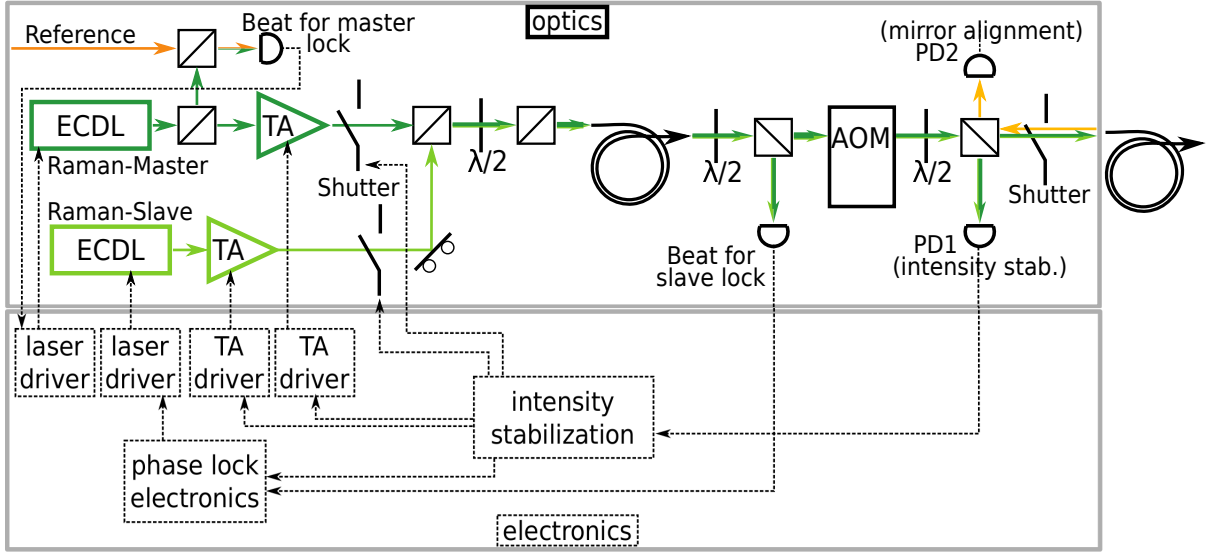 optics
Reference
Beat for master
lock
(mirror alignment)
PD2
ECDL
TA
AOM
Raman-Master
λ/2
λ/2
λ/2
Shutter
Shutter
Raman-Slave
ECDL
TA
Beat for
slave lock
PD1
(intensity stab.)
laser
driver
laser
driver
TA
driver
TA
driver
intensity
stabilization
phase lock
electronics
electronics